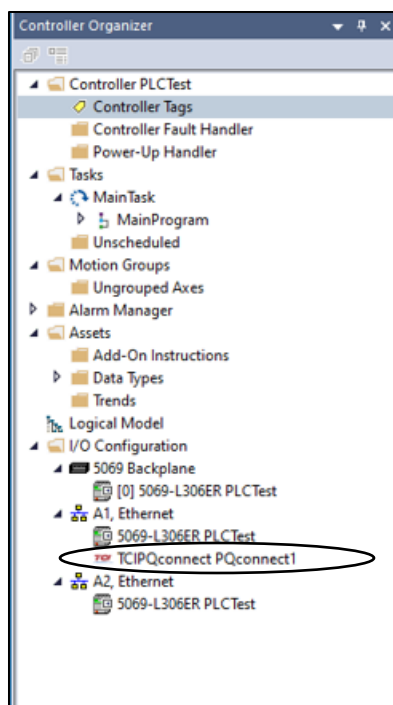 Controller Organizer
Controller PLCTest
Controller Tags
Controller Fault Handler
Power-Up Handler
Tasks
MainTask
MainProgram
Unscheduled
Motion Groups
Ungrouped Axes
Alarm Manager
Assets
Add-On Instructions
Data Types
Trends
Logical Model
I/O Configuration
5069 Backplane
[0] 5069-L306ER PLCTest
A1, Ethernet
5069-L306ER PLCTest
TCI TCIPQconnect PQconnect1
A2, Ethernet
5069-L306ER PLCTest